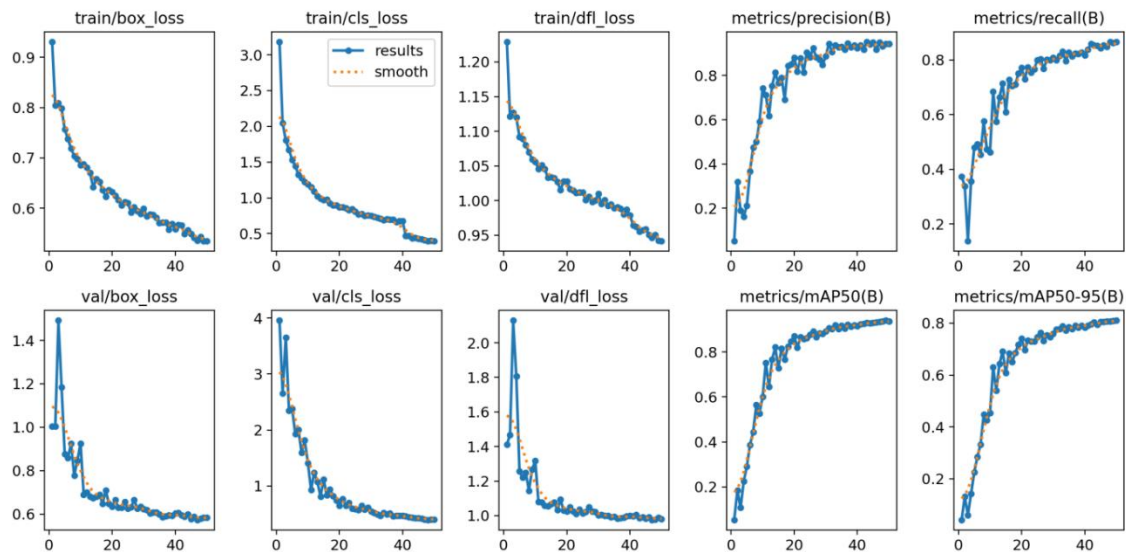 train/box_loss
train/cls_loss
train/dfl_loss
metrics/precision(B)
metrics/recall(B)
0.9
0.8
0.7
0.6
0 20 40
3.0
2.5
2.0
1.5
1.0
0.5
results
smooth
0 20 40
1.20
1.15
1.10
1.05
1.00
0.95
0 20 40
0.8
0.6
0.4
0.2
0 20 40
0.8
0.6
0.4
0.2
0 20 40
val/box_loss
val/cls_loss
val/dfl_loss
metrics/mAP50(B)
metrics/mAP50-95(B)
1.4
1.2
1.0
0.8
0.6
0 20 40
4
3
2
1
0 20 40
2.0
1.8
1.6
1.4
1.2
1.0
0 20 40
0.8
0.6
0.4
0.2
0 20 40
0.8
0.6
0.4
0.2
0 20 40